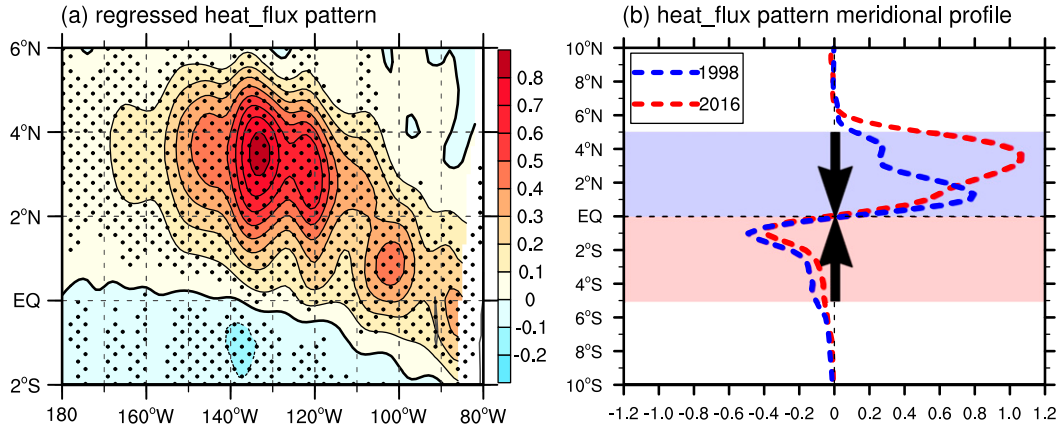 (a) regressed heat_flux pattern
6°N
4°N
2°N
EQ
2°S
180
160°W
140°W
120°W
100°W
80°W
0.8
0.7
0.6
0.5
0.4
0.3
0.2
0.1
0
-0.1
-0.2
(b) heat_flux pattern meridional profile
1998
2016
10°N
8°N
6°N
4°N
2°N
EQ
2°S
4°S
6°S
8°S
10°S
-1.2 -1.0 -0.8 -0.6 -0.4 -0.2 0 0.2 0.4 0.6 0.8 1.0 1.2